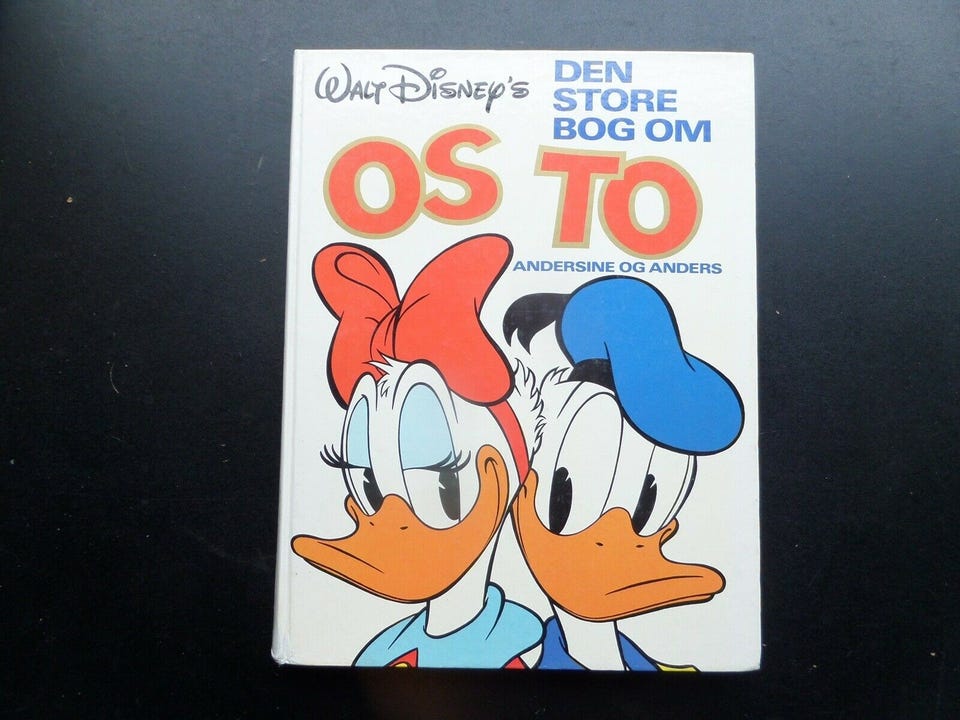 WALT DISNEY'S
DEN
STORE
BOG OM
OS TO
ANDERSINE OG ANDERS